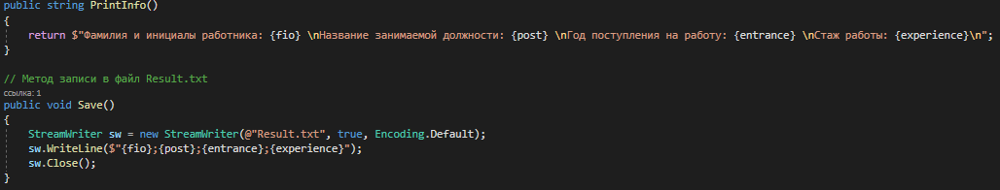 public string PrintInfo()
{
return $"Фамилия и инициалы работника: {fio} \nНазвание занимаемой должности: {post} \nГод поступления на работу: {entrance} \nСтаж работы: {experience}\n";
}
// Метод записи в файл Result.txt
ссылка: 1
public void Save()
{
StreamWriter sw = new StreamWriter(@"Result.txt", true, Encoding.Default);
sw.WriteLine($"{fio};{post};{entrance};{experience}");
sw.Close();
}